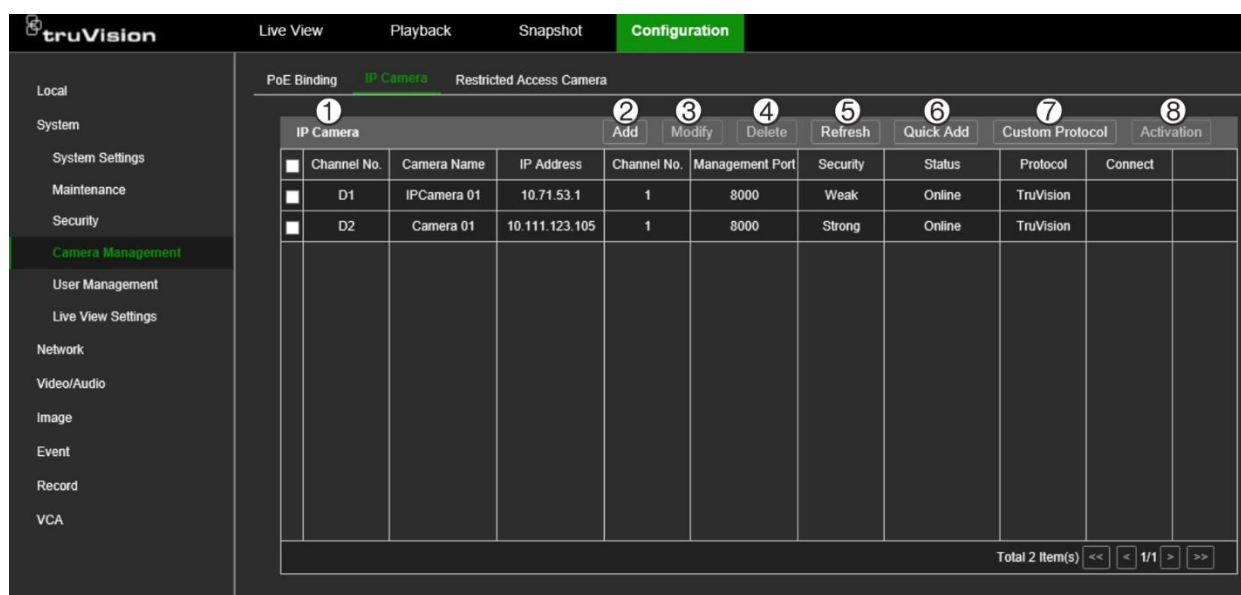 truVision Live View Playback Snapshot Configuration
Local
System
System Settings
Maintenance
Security
Camera Management
User Management
Live View Settings
Network
Video/Audio
Image
Event
Record
VCA
PoE Binding IP Camera Restricted Access Camera
1 2 3 4 5 6 7 8
IP Camera Add Modify Delete Refresh Quick Add Custom Protocol Activation
Channel No. Camera Name IP Address Channel No. Management Port Security Status Protocol Connect
D1 IPCamera 01 10.71.53.1 1 8000 Weak Online TruVision
D2 Camera 01 10.111.123.105 1 8000 Strong Online TruVision
Total 2 Item(s) << < 1/1 > >>